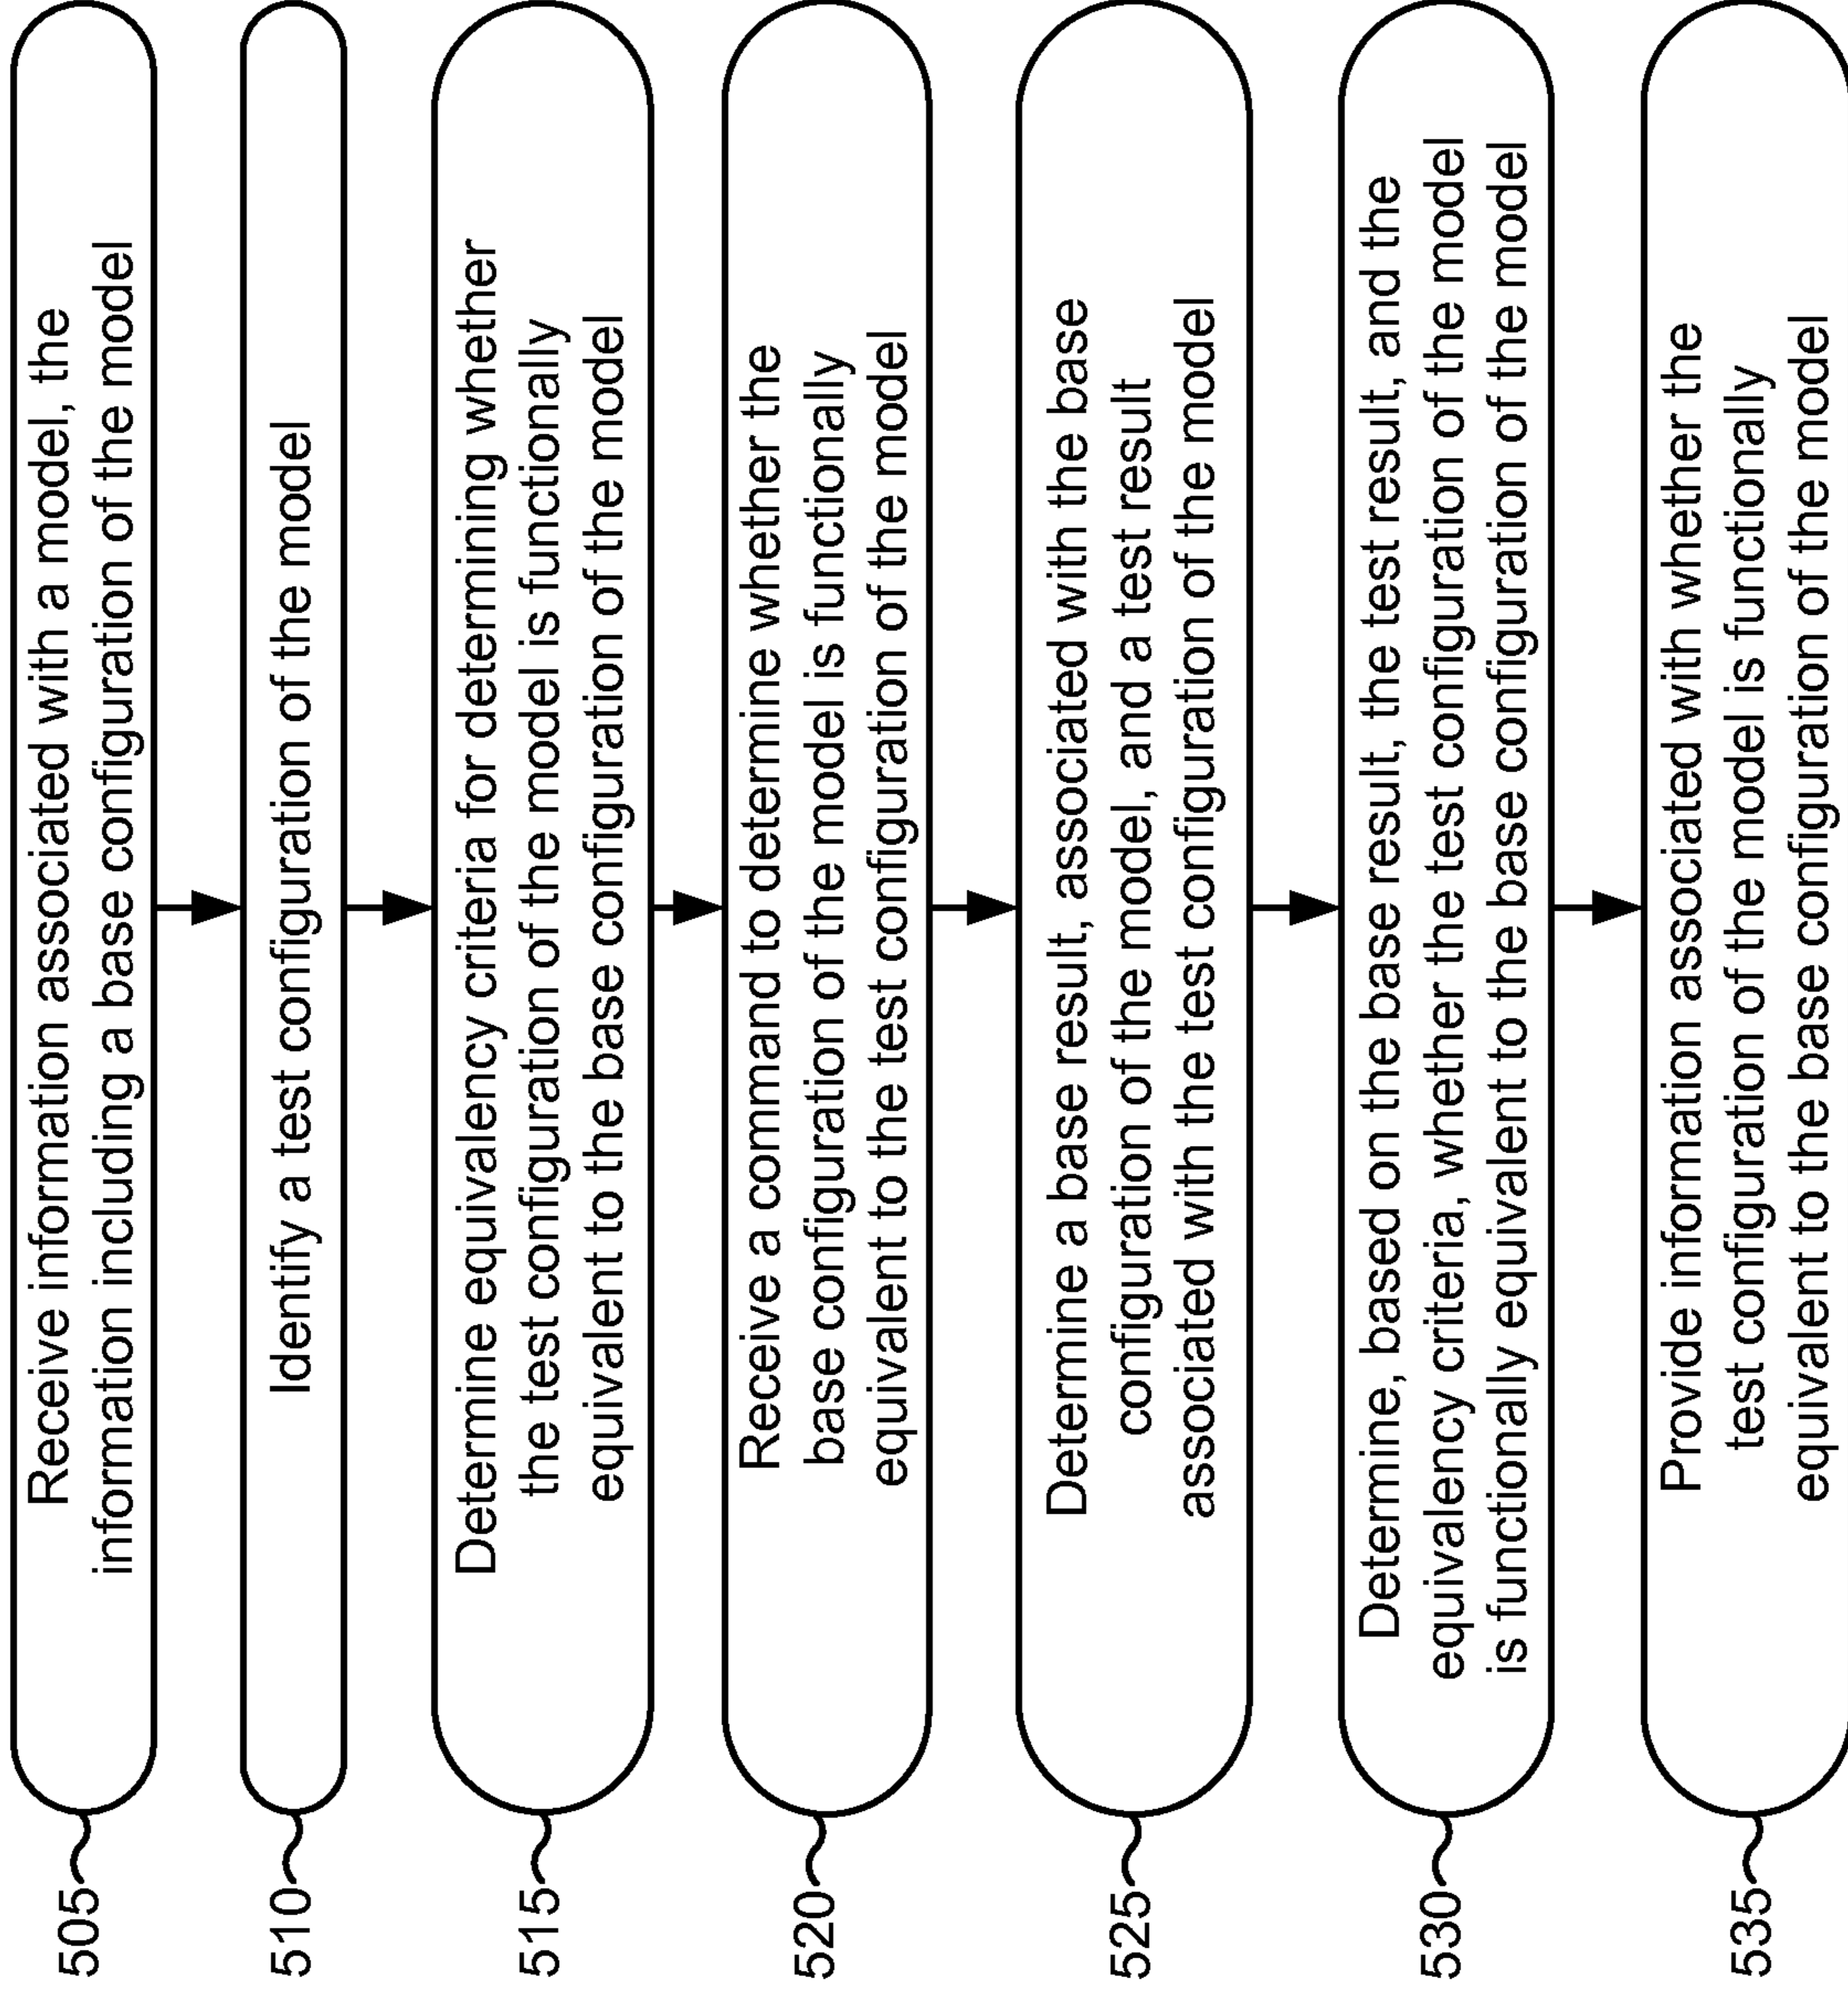 505
Receive information associated with a model, the
information including a base configuration of the model
510
Identify a test configuration of the model
515
Determine equivalency criteria for determining whether
the test configuration of the model is functionally
equivalent to the base configuration of the model
520
Receive a command to determine whether the
base configuration of the model is functionally
equivalent to the test configuration of the model
525
Determine a base result, associated with the base
configuration of the model, and a test result
associated with the test configuration of the model
530
Determine, based on the base result, the test result, and the
equivalency criteria, whether the test configuration of the model
is functionally equivalent to the base configuration of the model
535
Provide information associated with whether the
test configuration of the model is functionally
equivalent to the base configuration of the model